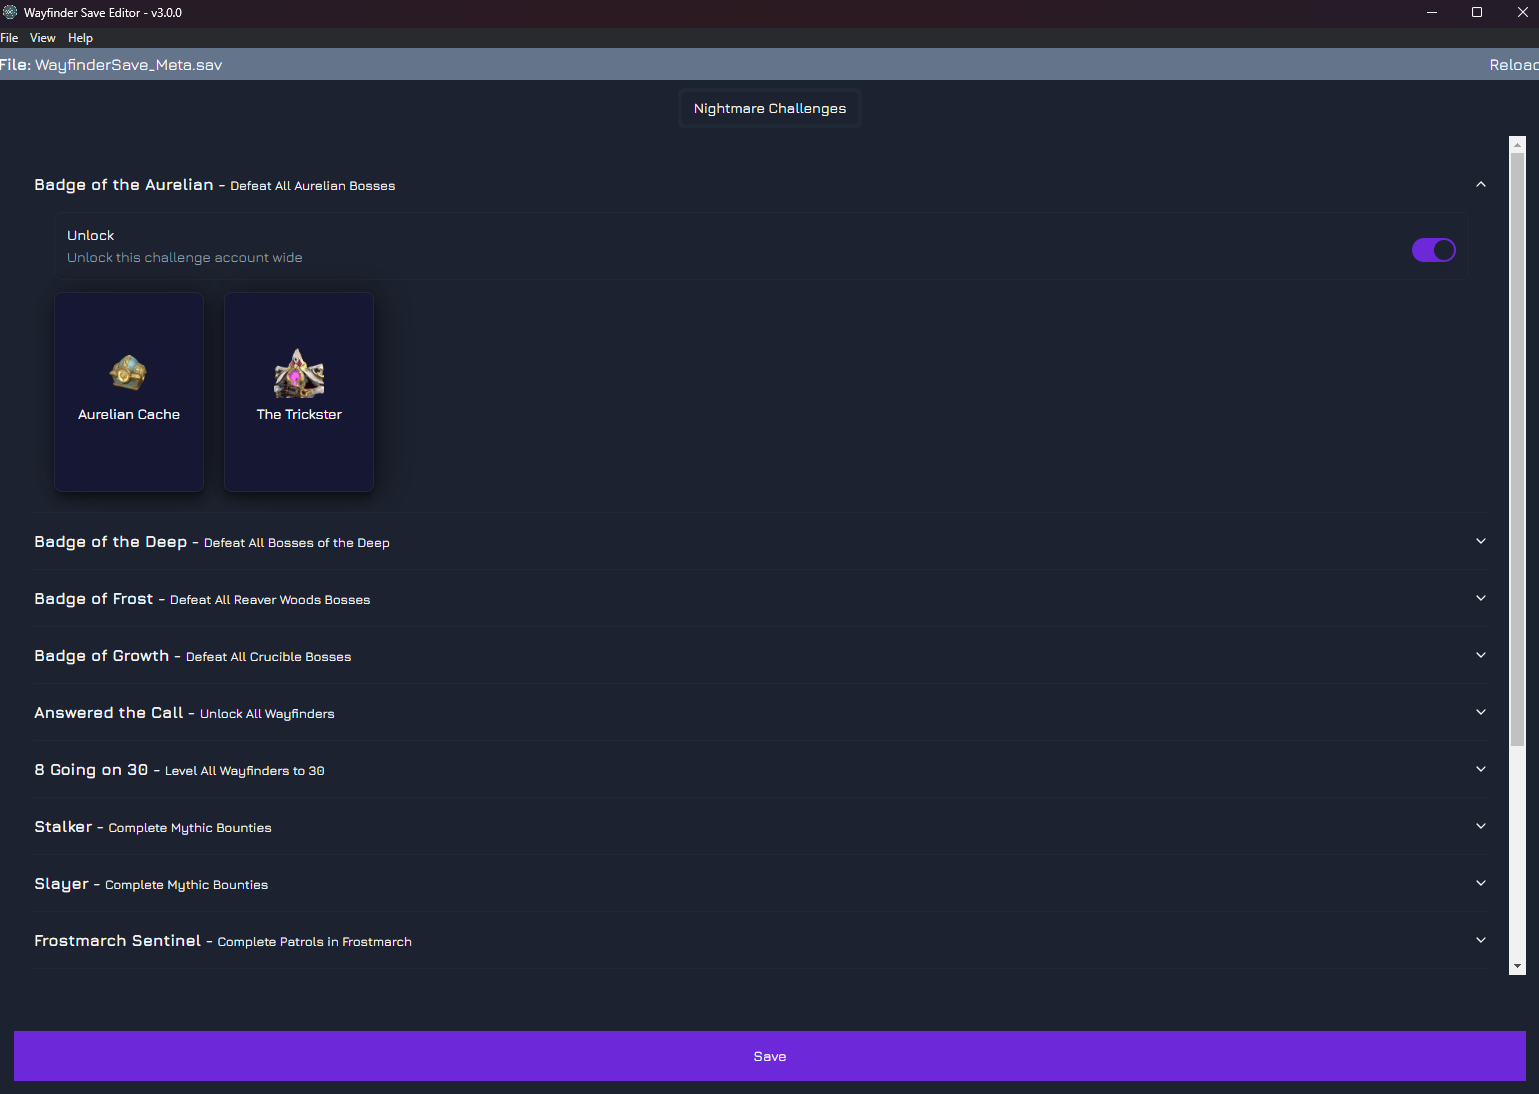 Wayfinder Save Editor - v3.0.0
File View Help
File: WayfinderSave_Meta.sav Reload
Nightmare Challenges
Badge of the Aurelian - Defeat All Aurelian Bosses
Unlock
Unlock this challenge account wide
Aurelian Cache
The Trickster
Badge of the Deep - Defeat All Bosses of the Deep
Badge of Frost - Defeat All Reaver Woods Bosses
Badge of Growth - Defeat All Crucible Bosses
Answered the Call - Unlock All Wayfinders
8 Going on 30 - Level All Wayfinders to 30
Stalker - Complete Mythic Bounties
Slayer - Complete Mythic Bounties
Frostmarch Sentinel - Complete Patrols in Frostmarch
Save